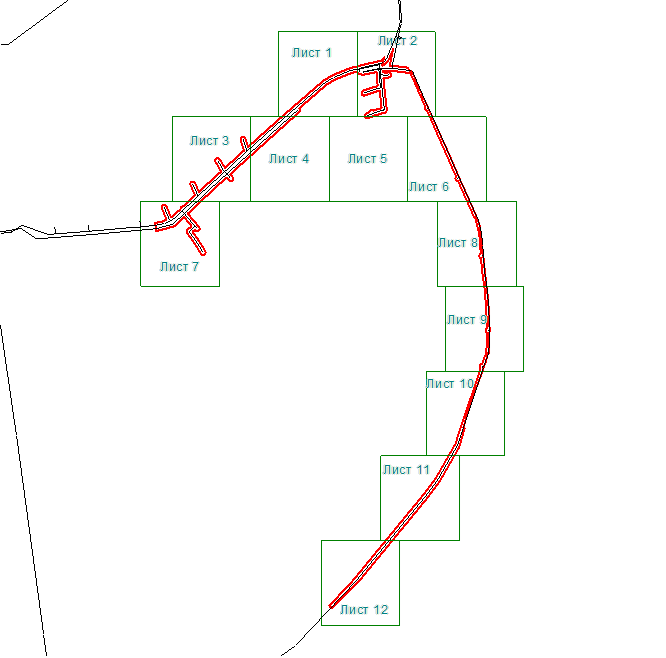 Лист 1
Лист 2
Лист 3
Лист 4
Лист 5
Лист 6
Лист 7
Лист 8
Лист 9
Лист 10
Лист 11
Лист 12